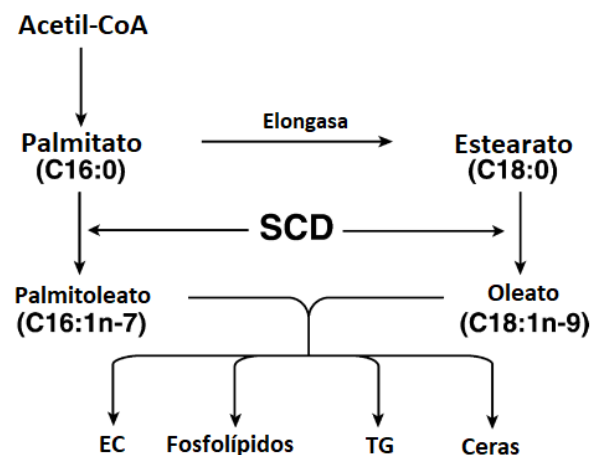 Acetil-CoA
Elongasa
Palmitato
(C16:0)
Estearato
(C18:0)
SCD
Palmitoleato
(C16:1n-7)
Oleato
(C18:1n-9)
EC
Fosfolípidos
TG
Ceras